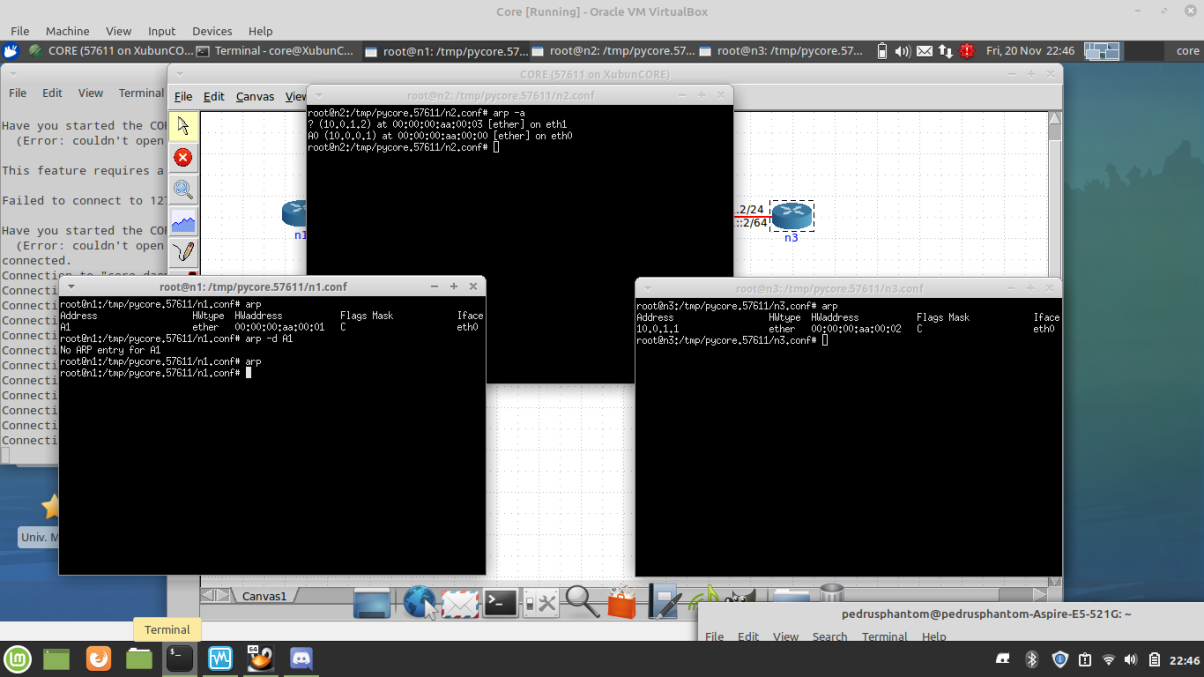 Core [Running] - Oracle VM VirtualBox
File Machine View Input Devices Help
CORE (57611 on XubunCO... Terminal - core@XubunC... root@n1: /tmp/pycore.57... root@n2: /tmp/pycore.57... root@n3: /tmp/pycore.57... Fri, 20 Nov 22:46 core
CORE (57611 on XubunCORE)
File Edit View Terminal
File Edit Canvas View
Have you started the COR
(Error: couldn't open
This feature requires a
Failed to connect to 127
Have you started the COR
(Error: couldn't open
connected.
Connection to "core-dae
Connecti
Connecti
Connecti
Connecti
Connecti
Connecti
Connecti
Connecti
Connecti
Connecti
Connecti
root@n2: /tmp/pycore.57611/n2.conf
root@n2:/tmp/pycore.57611/n2.conf# arp -a
? (10.0.1.2) at 00:00:00:aa:00:03 [ether] on eth1
A0 (10.0.0.1) at 00:00:00:aa:00:00 [ether] on eth0
root@n2:/tmp/pycore.57611/n2.conf#
n1
.2/24
::2/64
n3
root@n1: /tmp/pycore.57611/n1.conf
root@n1:/tmp/pycore.57611/n1.conf# arp
Address HWtype HWaddress Flags Mask Iface
A1 ether 00:00:00:aa:00:01 C eth0
root@n1:/tmp/pycore.57611/n1.conf# arp -d A1
No ARP entry for A1
root@n1:/tmp/pycore.57611/n1.conf# arp
root@n1:/tmp/pycore.57611/n1.conf#
root@n3: /tmp/pycore.57611/n3.conf
root@n3:/tmp/pycore.57611/n3.conf# arp
Address HWtype HWaddress Flags Mask Iface
10.0.1.1 ether 00:00:00:aa:00:02 C eth0
root@n3:/tmp/pycore.57611/n3.conf#
Univ. M
Canvas1
pedrusphantom@pedrusphantom-Aspire-E5-521G: ~
File Edit View Search Terminal Help
Terminal
22:46